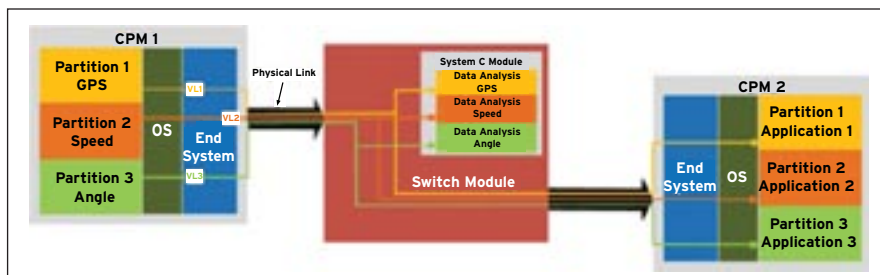 CPM 1
Partition 1
GPS
Partition 2
Speed
Partition 3
Angle
OS
End
System
VL1
VL2
VL3
Physical Link
System C Module
Data Analysis
GPS
Data Analysis
Speed
Data Analysis
Angle
Switch Module
CPM 2
End
System
OS
Partition 1
Application 1
Partition 2
Application 2
Partition 3
Application 3